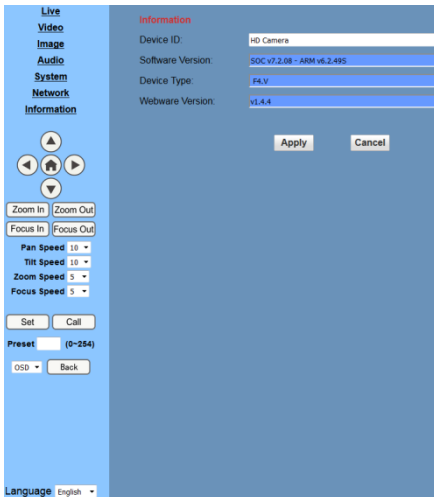 Live
Video
Image
Audio
System
Network
Information
Zoom In Zoom Out
Focus In Focus Out
Pan Speed 10
Tilt Speed 10
Zoom Speed 5
Focus Speed 5
Set Call
Preset (0~254)
OSD Back
Language English
Information
Device ID: HD Camera
Software Version: SOC v7.2.08 - ARM v6.2.49S
Device Type: F4.V
Webware Version: v1.4.4
Apply Cancel